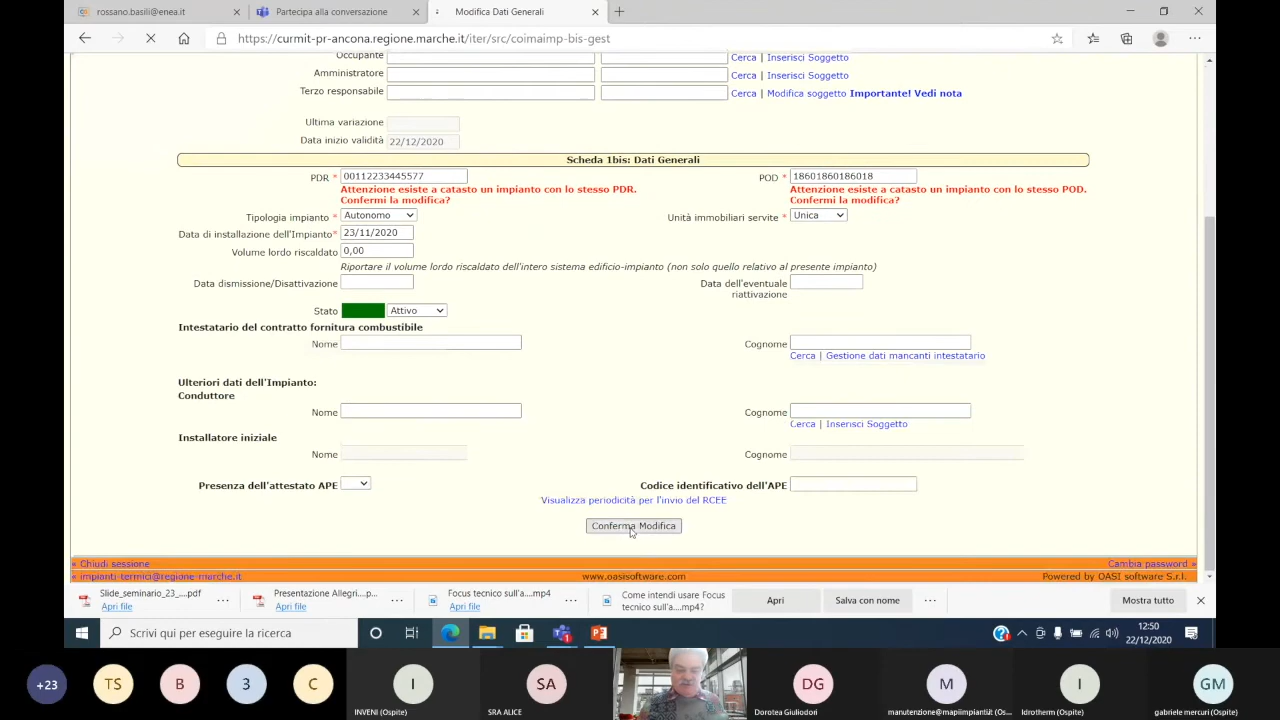 rossano.basili@enea.it
Partecipa alla conversazione
Modifica Dati Generali
https://curmit-pr-ancona.regione.marche.it/iter/src/coimaimp-bis-gest
Occupante
Cerca | Inserisci Soggetto
Amministratore
Cerca | Inserisci Soggetto
Terzo responsabile
Cerca | Modifica soggetto Importante! Vedi nota
Ultima variazione
Data inizio validità 22/12/2020
Scheda 1bis: Dati Generali
PDR * 00112233445577
POD * 18601860186018
Attenzione esiste a catasto un impianto con lo stesso PDR.
Confermi la modifica?
Attenzione esiste a catasto un impianto con lo stesso POD.
Confermi la modifica?
Tipologia impianto * Autonomo
Unità immobiliari servite * Unica
Data di installazione dell'Impianto* 23/11/2020
Volume lordo riscaldato 0,00
Riportare il volume lordo riscaldato dell'intero sistema edificio-impianto (non solo quello relativo al presente impianto)
Data dismissione/Disattivazione
Data dell'eventuale
riattivazione
Stato Attivo
Intestatario del contratto fornitura combustibile
Nome
Cognome
Cerca | Gestione dati mancanti intestatario
Ulteriori dati dell'Impianto:
Conduttore
Nome
Cognome
Cerca | Inserisci Soggetto
Installatore iniziale
Nome
Cognome
Presenza dell'attestato APE
Codice identificativo dell'APE
Visualizza periodicità per l'invio del RCEE
Conferma Modifica
« Chiudi sessione
Cambia password »
« impianti-termici@regione-marche.it
www.oasisoftware.com
Powered by OASI software S.r.l.
Slide_seminario_23_....pdf
Apri file
Presentazione Allegri....p...
Apri file
Focus tecnico sull'a....mp4
Apri file
Come intendi usare Focus
tecnico sull'a....mp4?
Apri
Salva con nome
Mostra tutto
Scrivi qui per eseguire la ricerca
12:50
22/12/2020
+23
TS
B
3
C
I
INVENI (Ospite)
SA
SRA ALICE
DG
Dorotea Giuliodori
M
manutenzione@mapiimpianti.it (Os...
I
Idrotherm (Ospite)
GM
gabriele mercuri (Ospite)